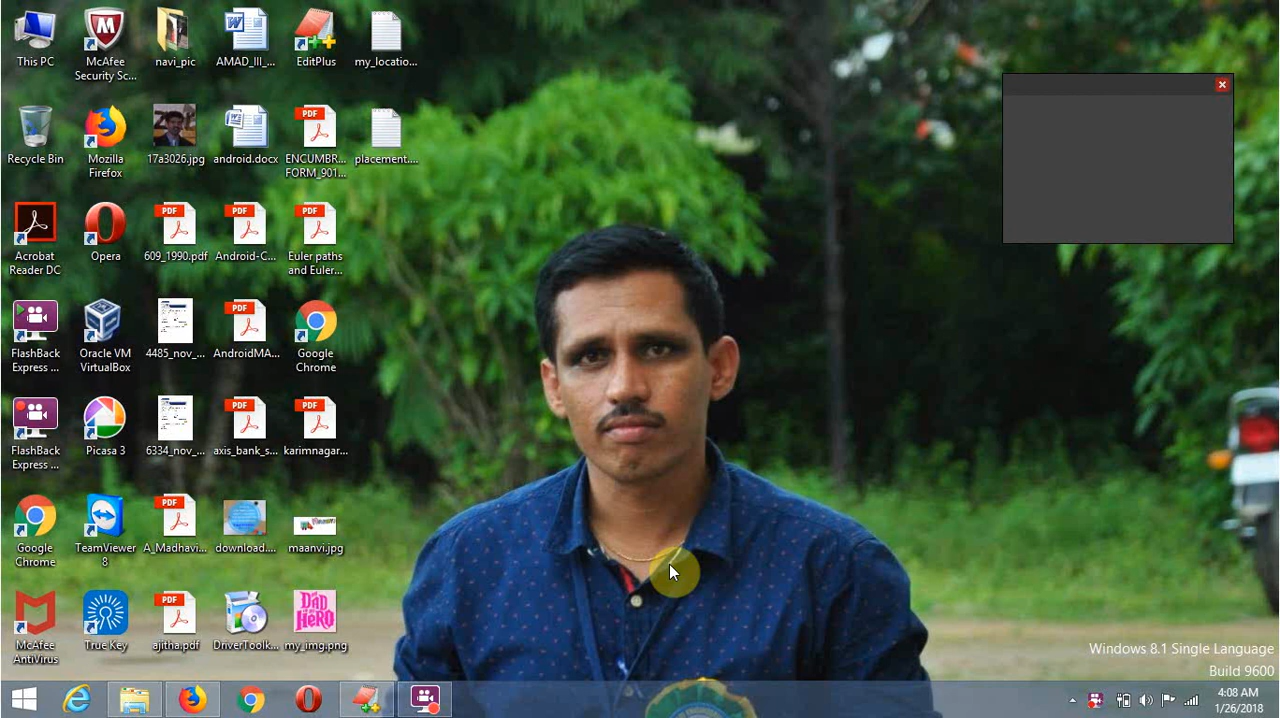 This PC
McAfee
Security Sc...
navi_pic
AMAD_III_...
EditPlus
my_locatio...
Recycle Bin
Mozilla
Firefox
17a3026.jpg
android.docx
ENCUMBR...
FORM_901...
placement....
Acrobat
Reader DC
Opera
609_1990.pdf
Android-C...
Euler paths
and Euler...
FlashBack
Express ...
Oracle VM
VirtualBox
4485_nov_...
AndroidMA...
Google
Chrome
FlashBack
Express ...
Picasa 3
6334_nov_...
axis_bank_s...
karimnagar...
Google
Chrome
TeamViewer
8
A_Madhavi...
download....
maanvi.jpg
McAfee
AntiVirus
True Key
ajitha.pdf
DriverToolk...
my_img.png
Windows 8.1 Single Language
Build 9600
4:08 AM
1/26/2018